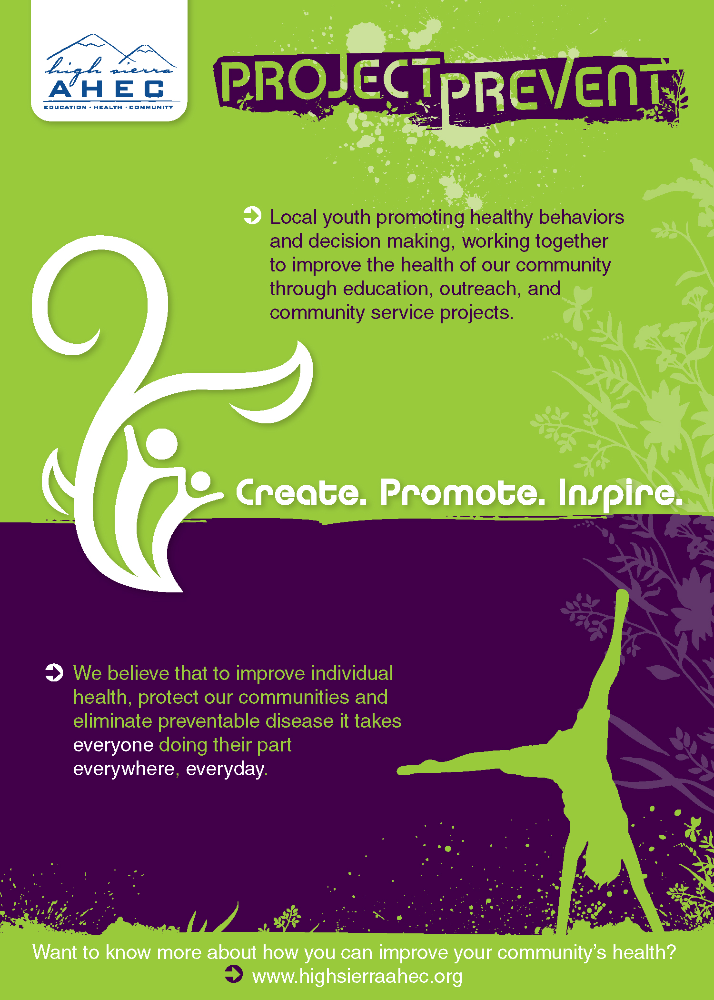 high sierra
AHEC
EDUCATION · HEALTH · COMMUNITY
PROJECT PREVENT
Local youth promoting healthy behaviors
and decision making, working together
to improve the health of our community
through education, outreach, and
community service projects.
Create. Promote. Inspire.
We believe that to improve individual
health, protect our communities and
eliminate preventable disease it takes
everyone doing their part
everywhere, everyday.
Want to know more about how you can improve your community’s health?
www.highsierraahec.org